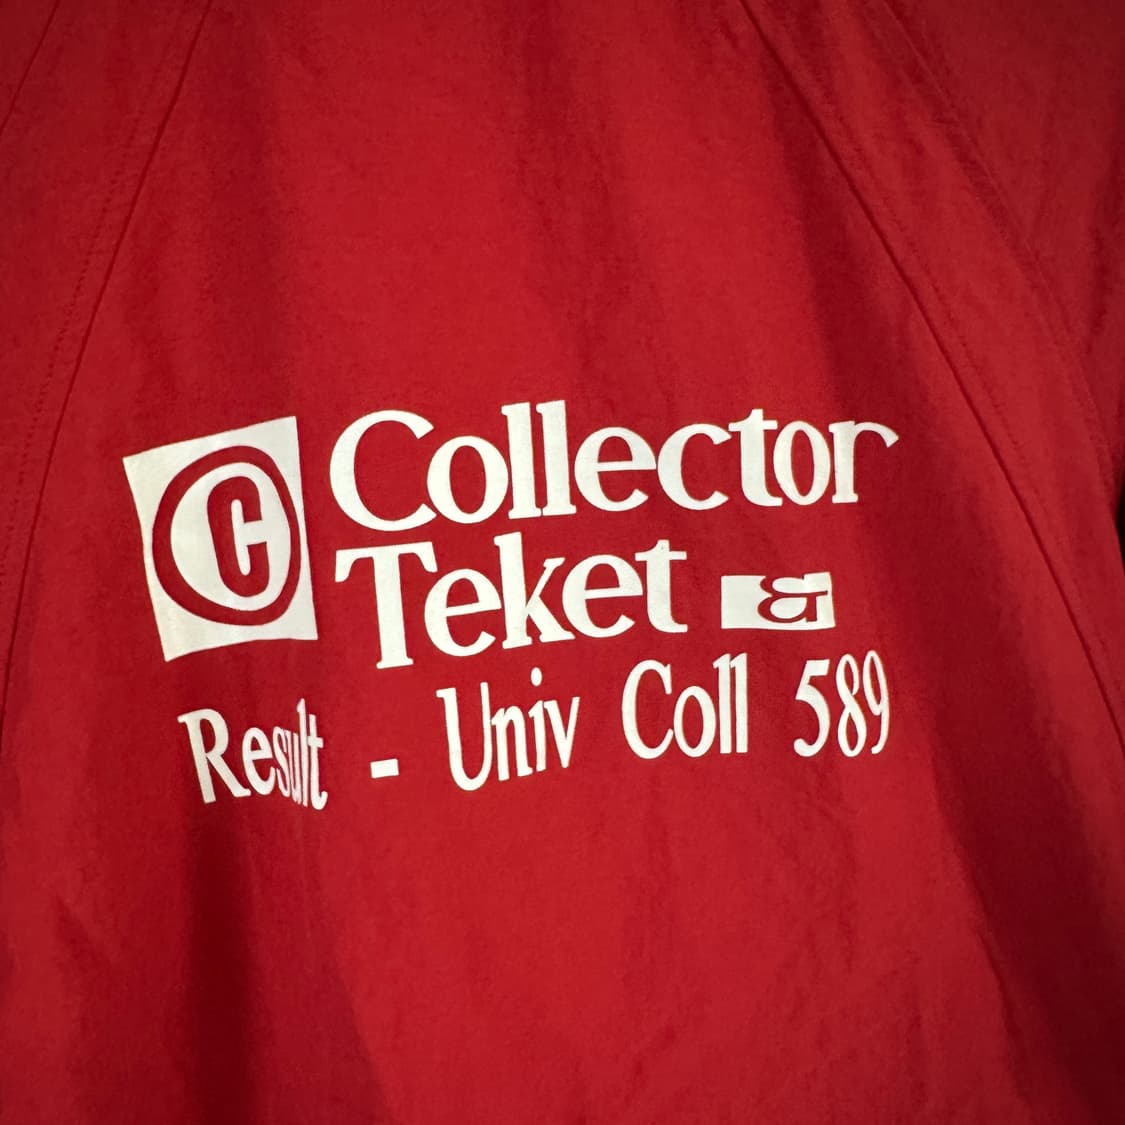 © Collector
Teket &
Result - Univ Coll 589